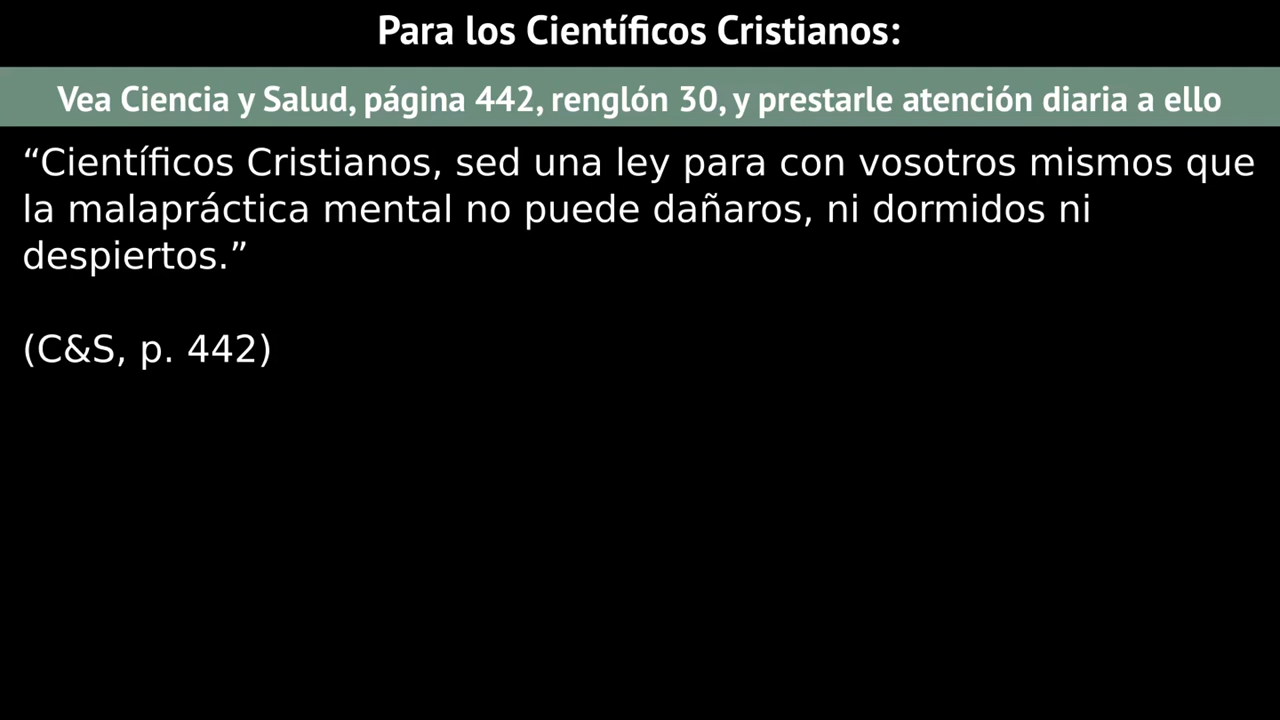 Para los Científicos Cristianos:
Vea Ciencia y Salud, página 442, renglón 30, y prestarle atención diaria a ello
“Científicos Cristianos, sed una ley para con vosotros mismos que
la malapráctica mental no puede dañaros, ni dormidos ni
despiertos.”
(C&S, p. 442)